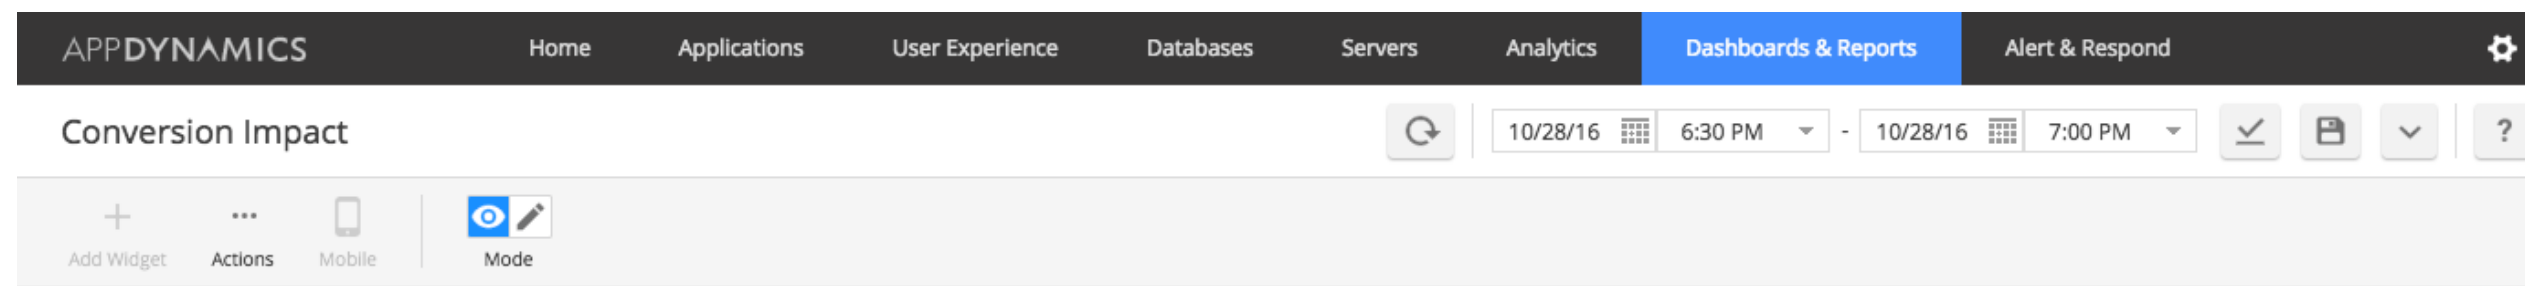 APPDYNAMICS Home Applications User Experience Databases Servers Analytics Dashboards & Reports Alert & Respond
Conversion Impact 10/28/16 6:30 PM - 10/28/16 7:00 PM ?
Add Widget Actions Mobile Mode